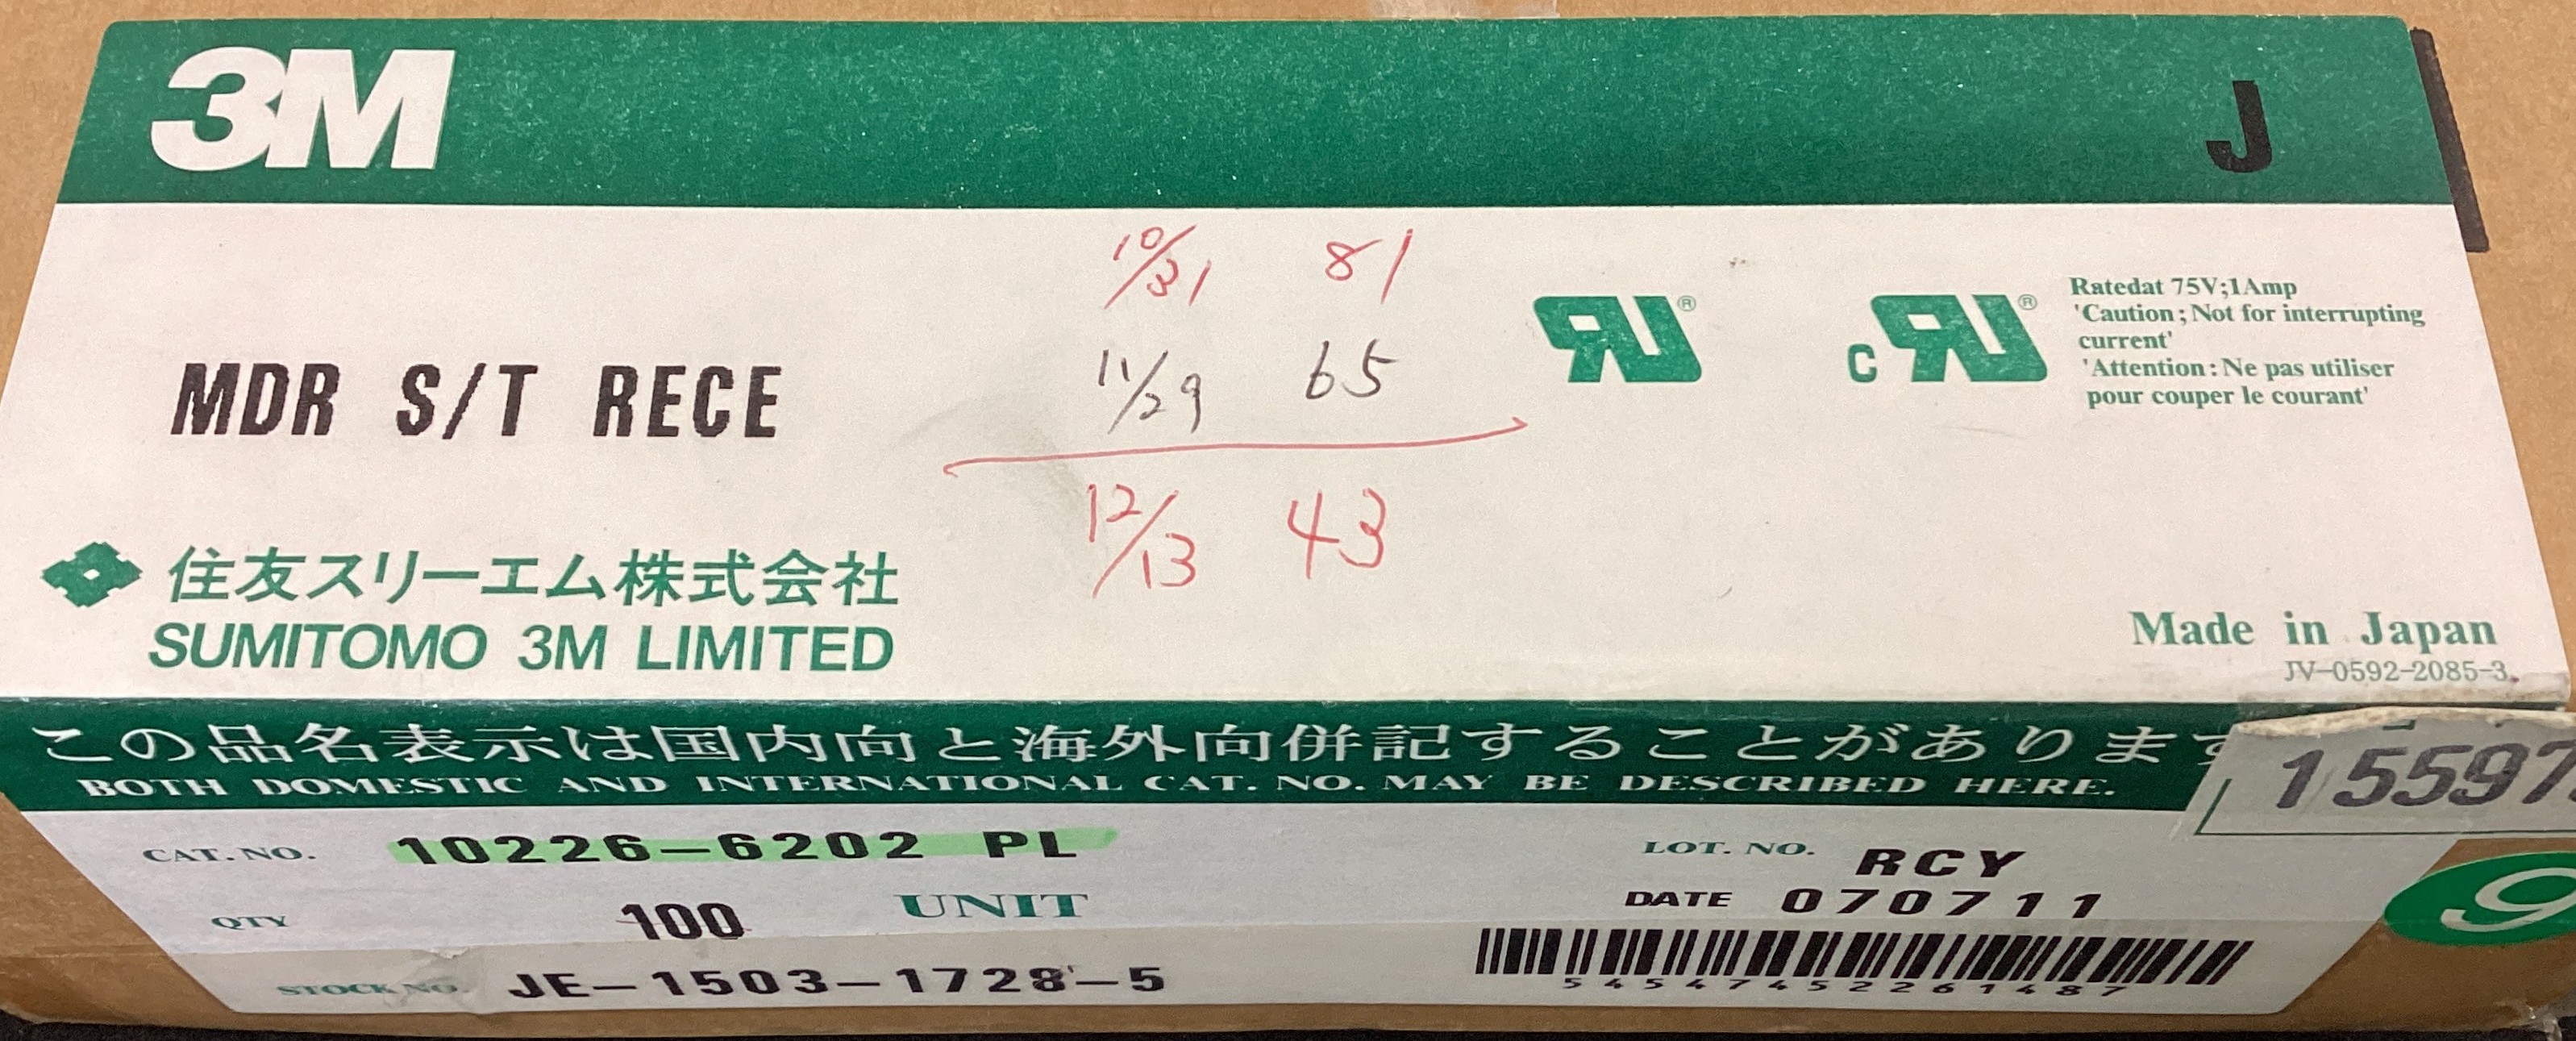 3M
J
10/31 81
11/29 65
12/13 43
MDR S/T RECE
RU®
cRU®
Ratedat 75V;1Amp
'Caution ; Not for interrupting
current'
'Attention : Ne pas utiliser
pour couper le courant'
住友スリーエム株式会社
SUMITOMO 3M LIMITED
Made in Japan
JV-0592-2085-3.
この品名表示は国内向と海外向併記することがあります
BOTH DOMESTIC AND INTERNATIONAL CAT. NO. MAY BE DESCRIBED HERE.
CAT. NO. 10226-6202 PL
QTY 100 UNIT
STOCK NO. JE-1503-1728-5
LOT. NO. RCY
DATE 070711
54547452261487
15597
9